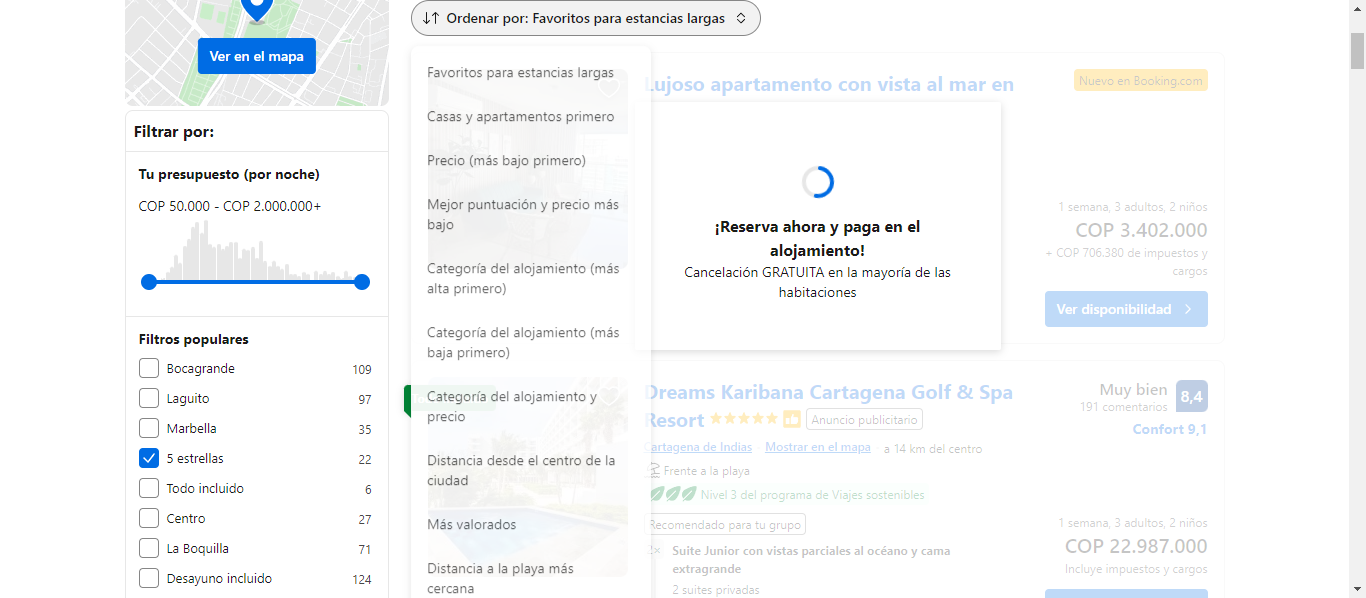 Ver en el mapa
Filtrar por:
Tu presupuesto (por noche)
COP 50.000 - COP 2.000.000+
Filtros populares
Bocagrande 109
Laguito 97
Marbella 35
5 estrellas 22
Todo incluido 6
Centro 27
La Boquilla 71
Desayuno incluido 124
Ordenar por: Favoritos para estancias largas
Favoritos para estancias largas
Casas y apartamentos primero
Precio (más bajo primero)
Mejor puntuación y precio más
bajo
Categoría del alojamiento (más
alta primero)
Categoría del alojamiento (más
baja primero)
Categoría del alojamiento y
precio
Distancia desde el centro de la
ciudad
Más valorados
Distancia a la playa más
cercana
Lujoso apartamento con vista al mar en
Nuevo en Booking.com
¡Reserva ahora y paga en el
alojamiento!
Cancelación GRATUITA en la mayoría de las
habitaciones
1 semana, 3 adultos, 2 niños
COP 3.402.000
+ COP 706.380 de impuestos y
cargos
Ver disponibilidad
Dreams Karibana Cartagena Golf & Spa
Resort Anuncio publicitario
Muy bien 8,4
191 comentarios
Confort 9,1
Cartagena de Indias Mostrar en el mapa a 14 km del centro
Frente a la playa
Nivel 3 del programa de Viajes sostenibles
Recomendado para tu grupo
2× Suite Junior con vistas parciales al océano y cama
extragrande
2 suites privadas
1 semana, 3 adultos, 2 niños
COP 22.987.000
Incluye impuestos y cargos